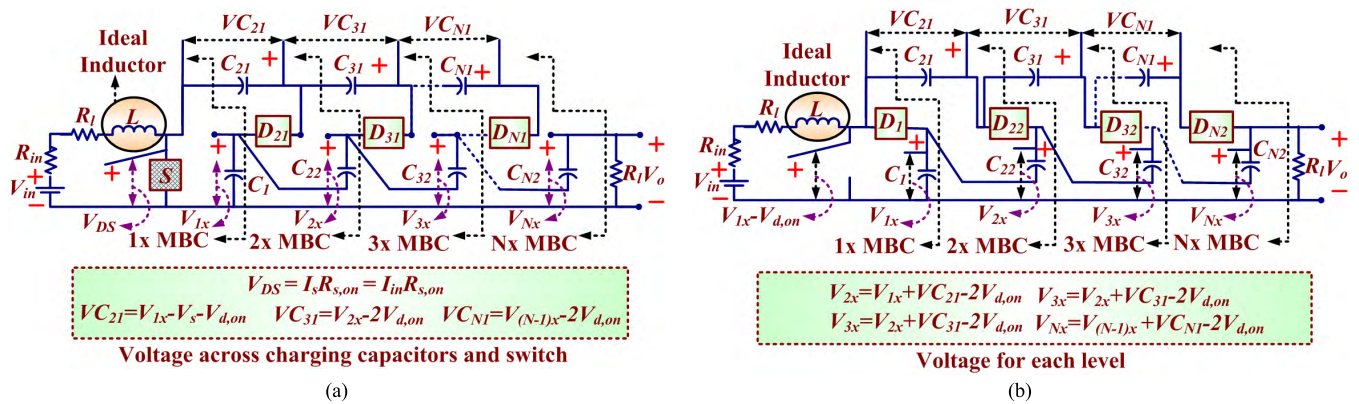 VC21 VC31 VCN1
Ideal
Inductor
C21 C31 CN1
+ + +
Rl L
D21 D31 DN1
Rin
+ + + + + +
Vin S C1 C22 C32 CN2 RlVo
− −
VDS V1x V2x V3x VNx
1x MBC 2x MBC 3x MBC Nx MBC
VDS = IsRs,on = IinRs,on
VC21=V1x-Vs-Vd,on VC31=V2x-2Vd,on VCN1=V(N-1)x-2Vd,on
Voltage across charging capacitors and switch
(a)
VC21 VC31 VCN1
Ideal
Inductor
C21 C31 CN1
+ + +
Rl L
D1 D22 D32 DN2
Rin
+ + + + + +
Vin C1 C22 C32 CN2 RlVo
− −
V1x-Vd,on V1x V2x V3x VNx
1x MBC 2x MBC 3x MBC Nx MBC
V2x=V1x+VC21-2Vd,on V3x=V2x+VC31-2Vd,on
V3x=V2x+VC31-2Vd,on VNx=V(N-1)x+VCN1-2Vd,on
Voltage for each level
(b)